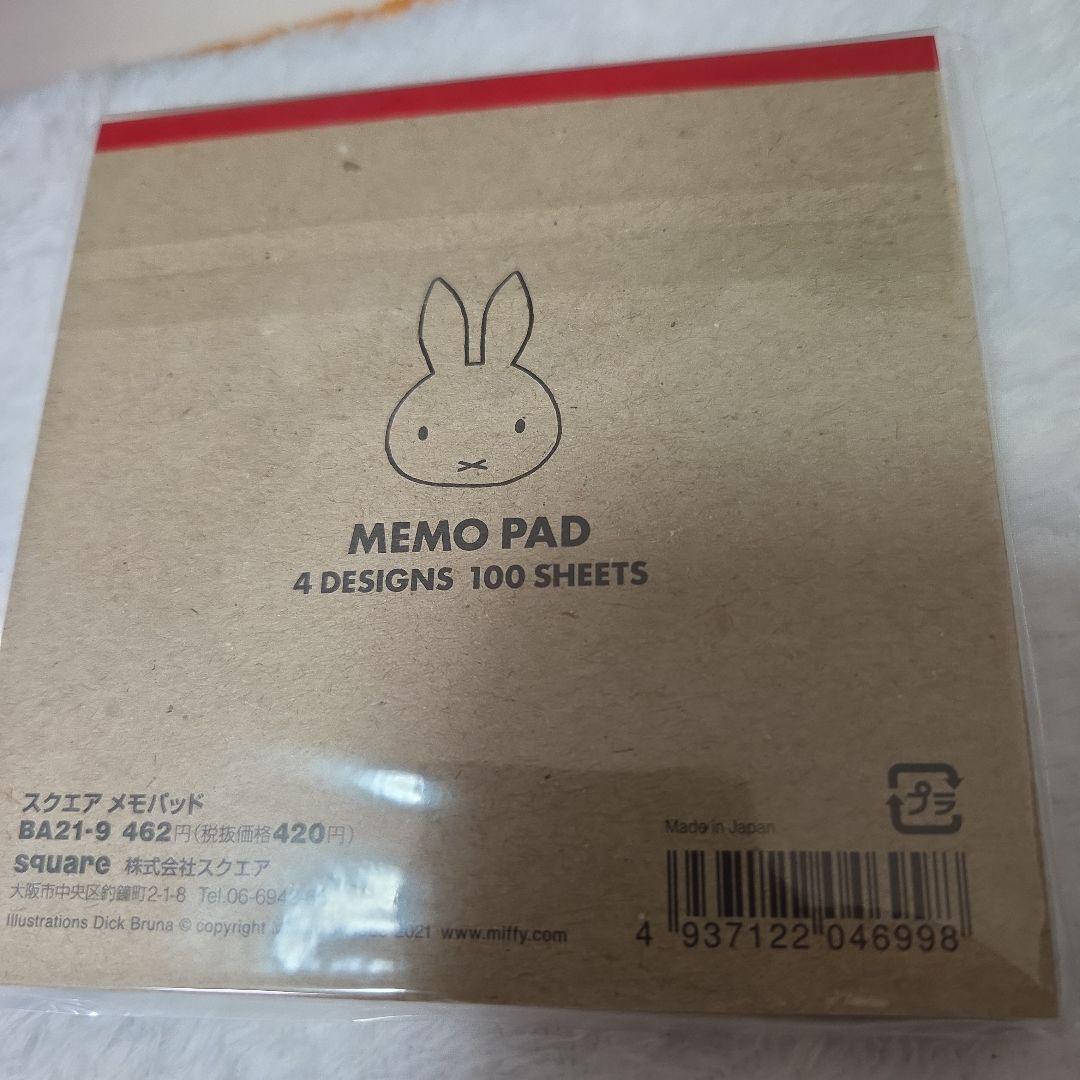 MEMO PAD
4 DESIGNS 100 SHEETS
スクエア メモパッド
BA21-9 462円(税抜価格420円)
square 株式会社スクエア
大阪市中央区釣鐘町2-1-8 Tel.06-6942-
Illustrations Dick Bruna © copyright 2021 www.miffy.com
プラ
Made in Japan
4 937122 046998